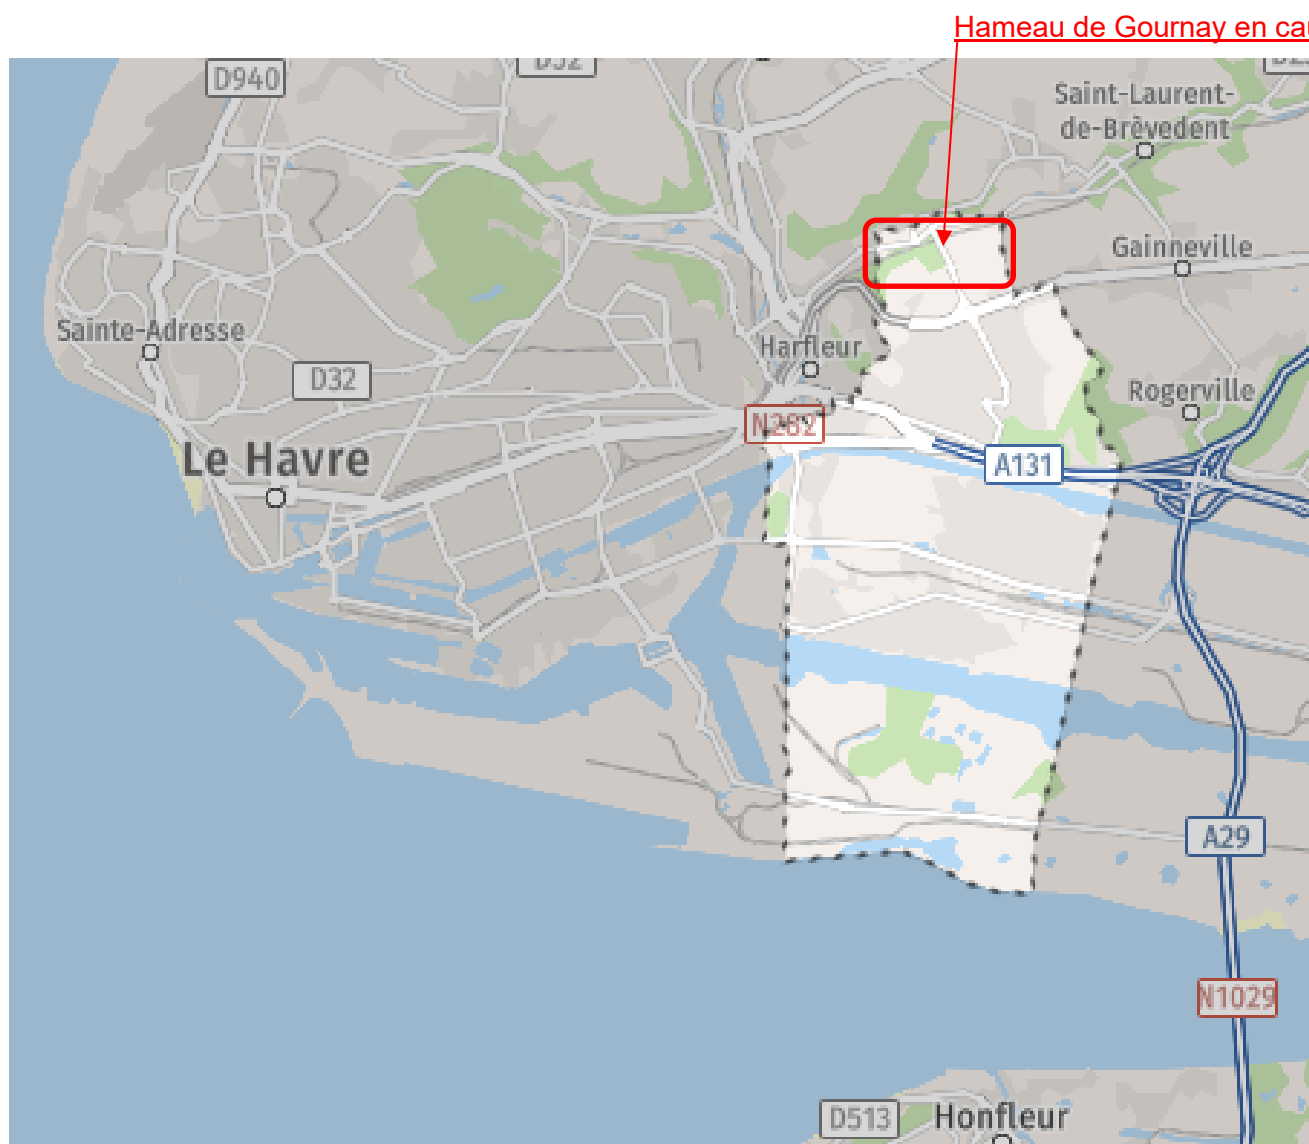 Hameau de Gournay en cau
D940
Saint-Laurent-
de-Brèvedent
Gainneville
Sainte-Adresse
Harfleur
D32
Rogerville
N282
Le Havre
A131
A29
N1029
D513
Honfleur